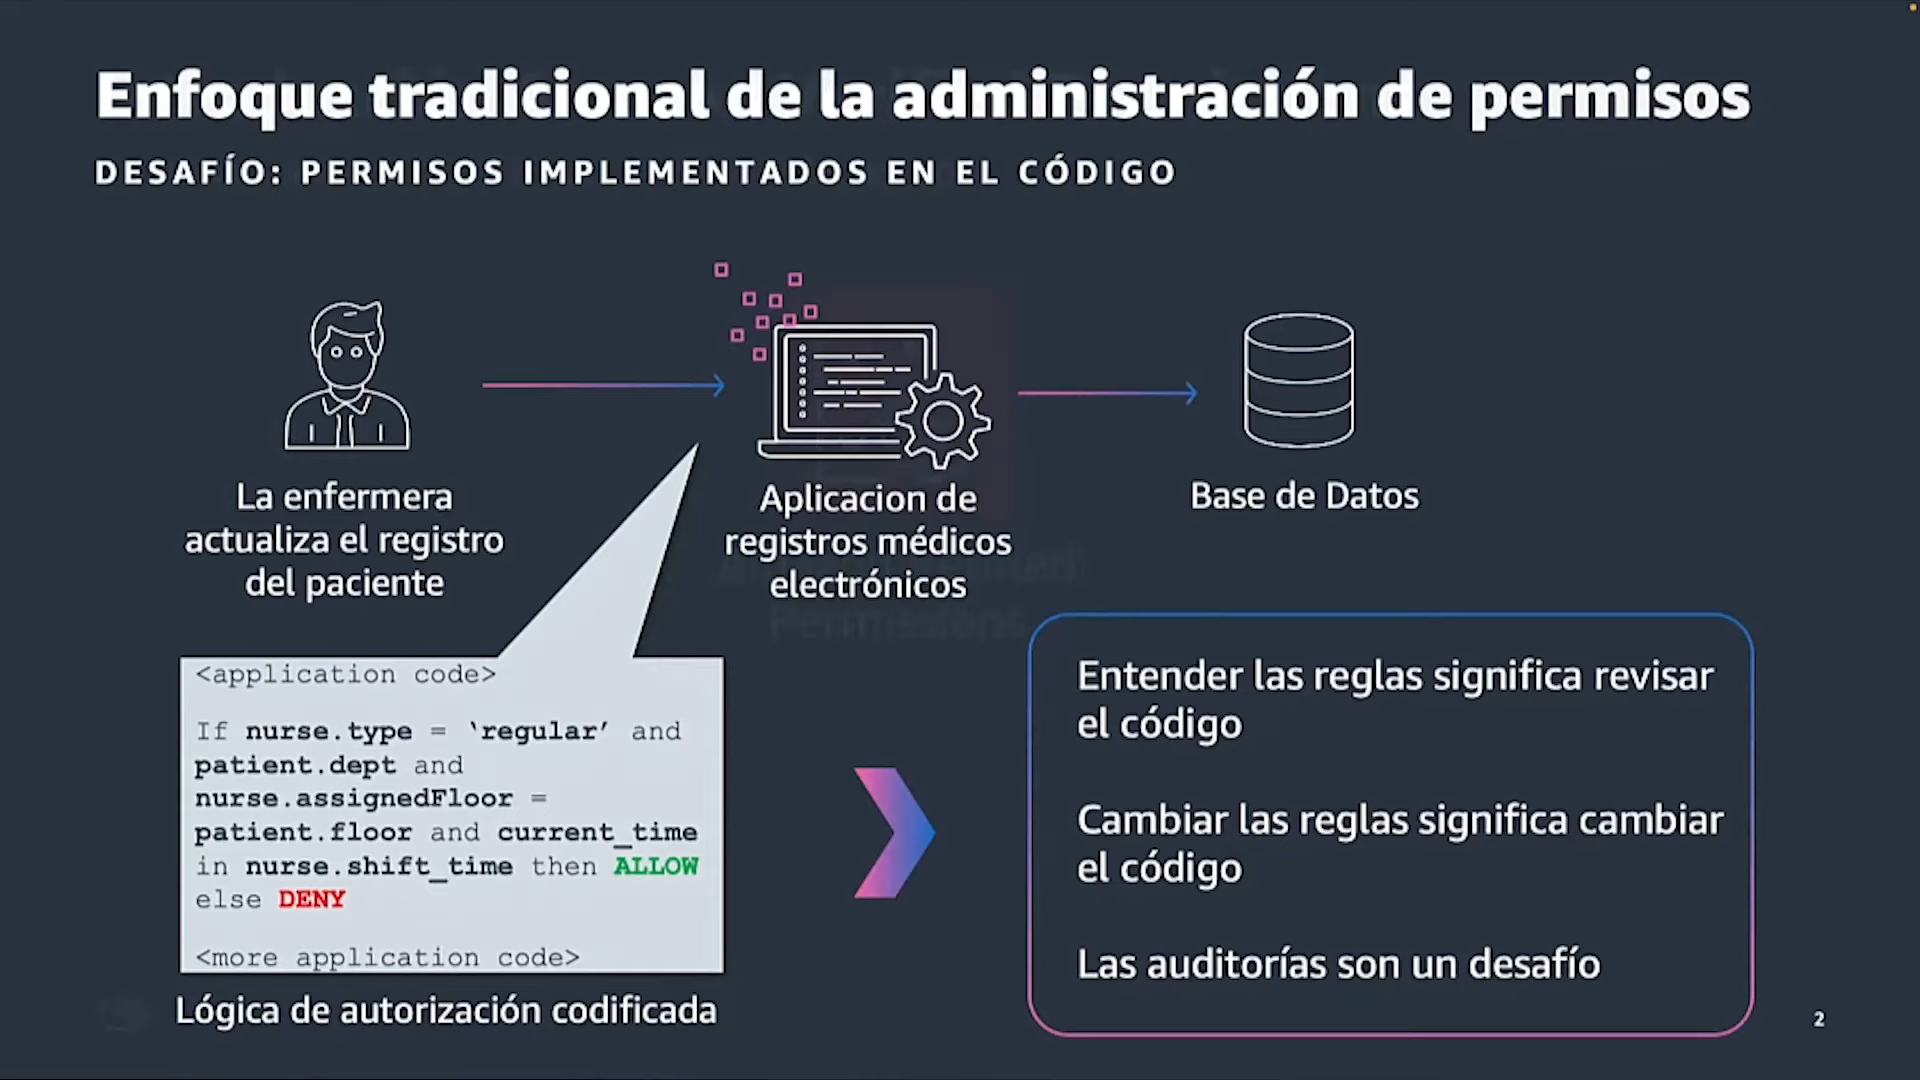 Enfoque tradicional de la administración de permisos
DESAFÍO: PERMISOS IMPLEMENTADOS EN EL CÓDIGO
La enfermera
actualiza el registro
del paciente
Aplicacion de
registros médicos
electrónicos
Base de Datos
<application code>
If nurse.type = ‘regular’ and
patient.dept and
nurse.assignedFloor =
patient.floor and current_time
in nurse.shift_time then ALLOW
else DENY
<more application code>
Lógica de autorización codificada
Entender las reglas significa revisar
el código
Cambiar las reglas significa cambiar
el código
Las auditorías son un desafío
2